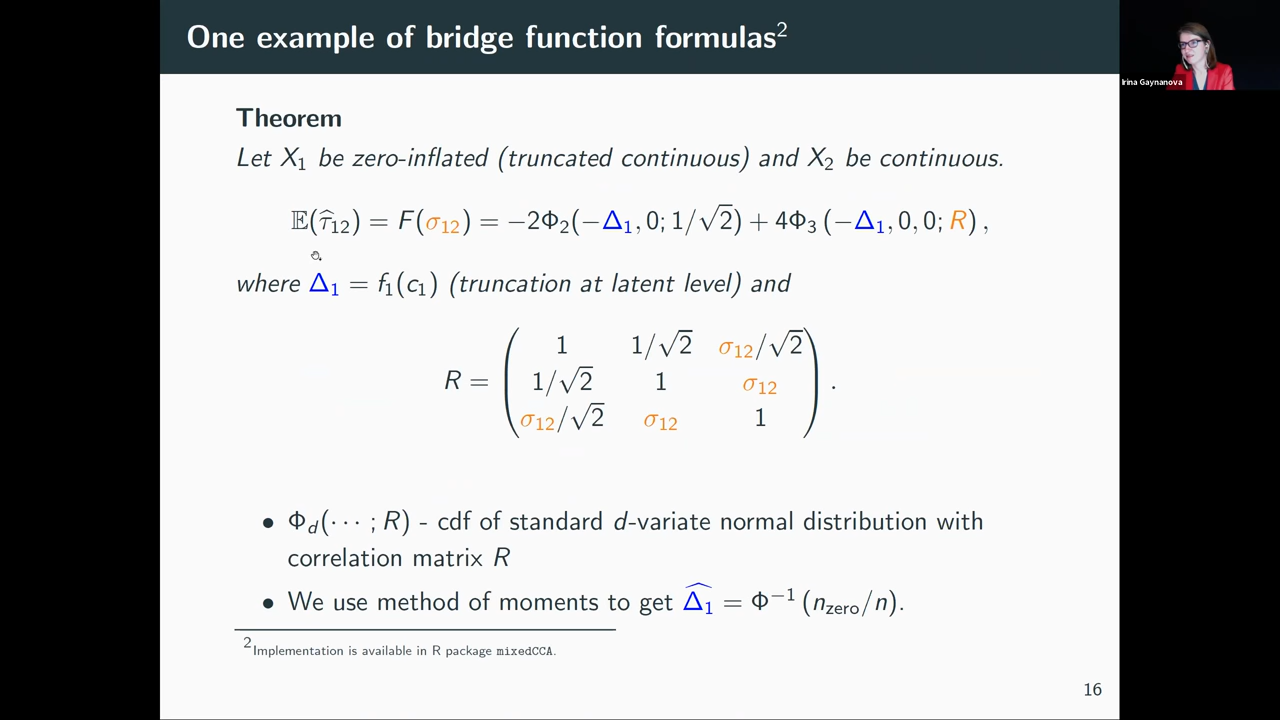 One example of bridge function formulas²
Irina Gaynanova
Theorem
Let X₁ be zero-inflated (truncated continuous) and X₂ be continuous.
𝔼(τ̂₁₂) = F(σ₁₂) = −2Φ₂(−Δ₁, 0; 1/√2) + 4Φ₃ (−Δ₁, 0, 0; R) ,
where Δ₁ = f₁(c₁) (truncation at latent level) and
R = ( 1 1/√2 σ₁₂/√2
1/√2 1 σ₁₂
σ₁₂/√2 σ₁₂ 1 ) .
• Φ_d(··· ; R) - cdf of standard d-variate normal distribution with
correlation matrix R
• We use method of moments to get Δ̂₁ = Φ⁻¹ (n_zero/n).
² Implementation is available in R package mixedCCA.
16